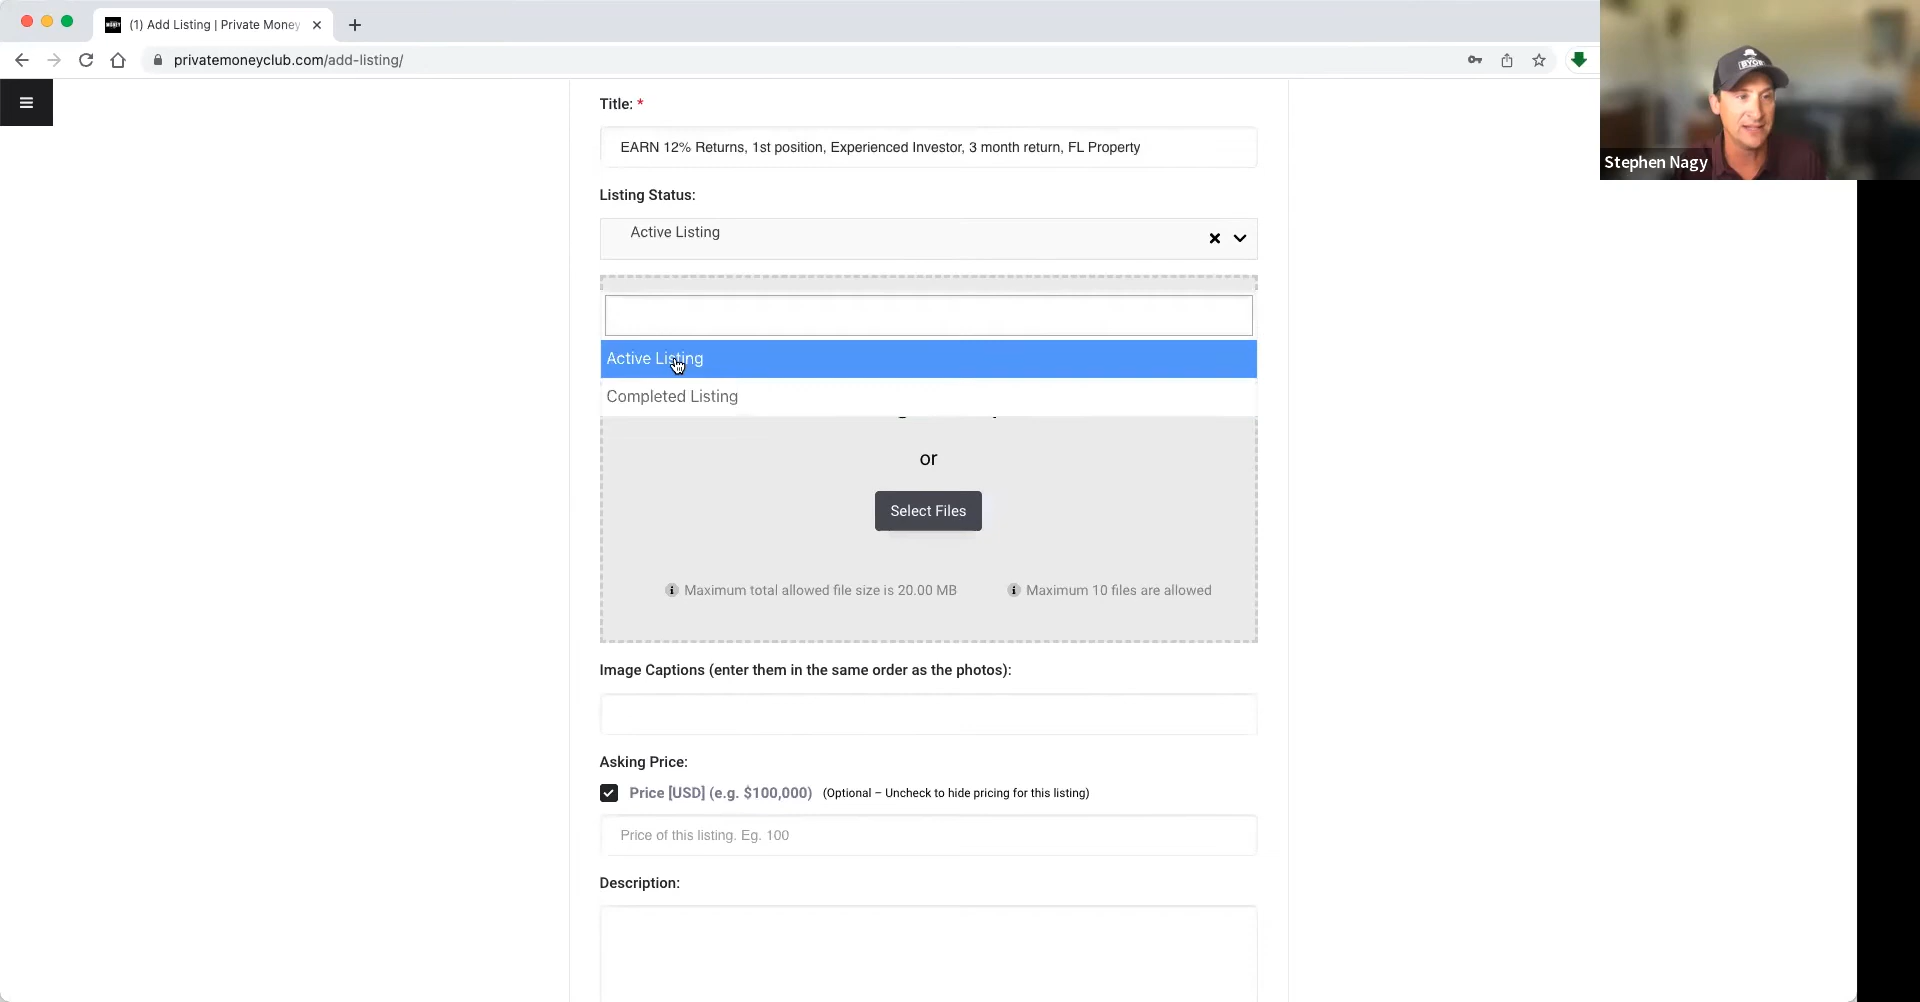 (1) Add Listing | Private Money
privatemoneyclub.com/add-listing/
Stephen Nagy
Title: *
EARN 12% Returns, 1st position, Experienced Investor, 3 month return, FL Property
Listing Status:
Active Listing
Active Listing
Completed Listing
or
Select Files
Maximum total allowed file size is 20.00 MB
Maximum 10 files are allowed
Image Captions (enter them in the same order as the photos):
Asking Price:
Price [USD] (e.g. $100,000) (Optional – Uncheck to hide pricing for this listing)
Price of this listing. Eg. 100
Description: